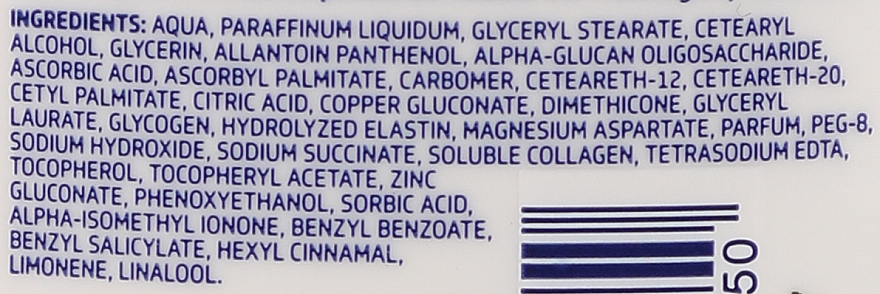 INGREDIENTS: AQUA, PARAFFINUM LIQUIDUM, GLYCERYL STEARATE, CETEARYL
ALCOHOL, GLYCERIN, ALLANTOIN PANTHENOL, ALPHA-GLUCAN OLIGOSACCHARIDE,
ASCORBIC ACID, ASCORBYL PALMITATE, CARBOMER, CETEARETH-12, CETEARETH-20,
CETYL PALMITATE, CITRIC ACID, COPPER GLUCONATE, DIMETHICONE, GLYCERYL
LAURATE, GLYCOGEN, HYDROLYZED ELASTIN, MAGNESIUM ASPARTATE, PARFUM, PEG-8,
SODIUM HYDROXIDE, SODIUM SUCCINATE, SOLUBLE COLLAGEN, TETRASODIUM EDTA,
TOCOPHEROL, TOCOPHERYL ACETATE, ZINC
GLUCONATE, PHENOXYETHANOL, SORBIC ACID,
ALPHA-ISOMETHYL IONONE, BENZYL BENZOATE,
BENZYL SALICYLATE, HEXYL CINNAMAL,
LIMONENE, LINALOOL.
50